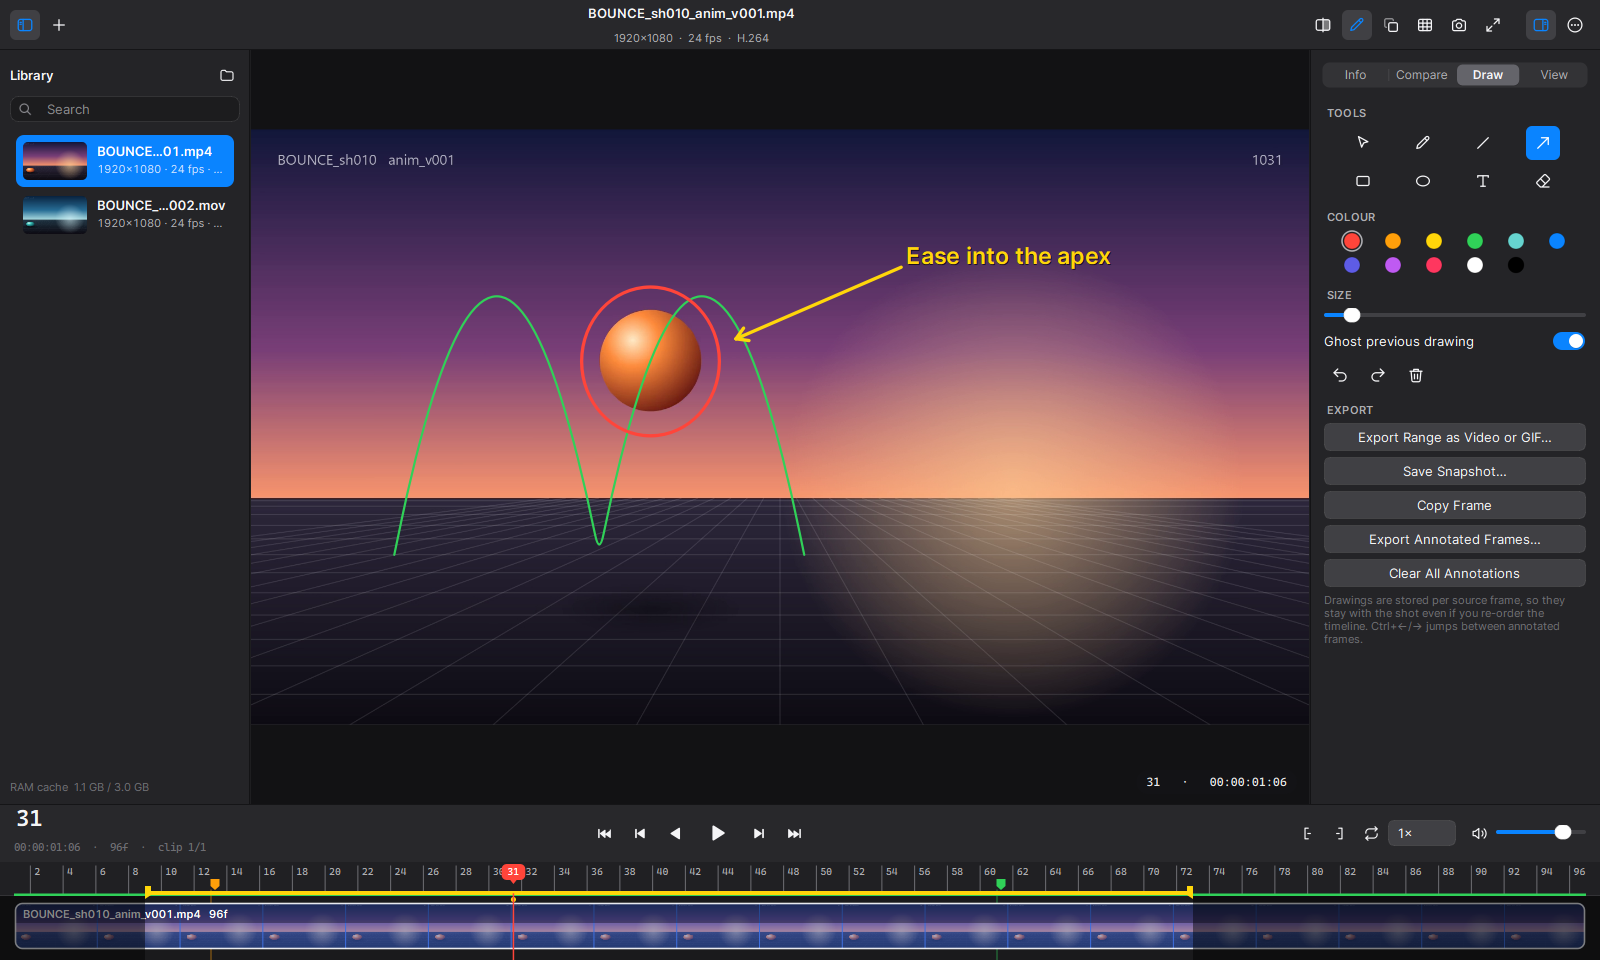 BOUNCE_sh010_anim_v001.mp4
1920×1080 · 24 fps · H.264
Library
Search
BOUNCE...01.mp4
1920×1080 · 24 fps · ...
BOUNCE_...002.mov
1920×1080 · 24 fps · ...
RAM cache 1.1 GB / 3.0 GB
BOUNCE_sh010 anim_v001
1031
Ease into the apex
31 · 00:00:01:06
Info Compare Draw View
TOOLS
T
COLOUR
SIZE
Ghost previous drawing
EXPORT
Export Range as Video or GIF...
Save Snapshot...
Copy Frame
Export Annotated Frames...
Clear All Annotations
Drawings are stored per source frame, so they
stay with the shot even if you re-order the
timeline. Ctrl+←/→ jumps between annotated
frames.
31
00:00:01:06 · 96f · clip 1/1
1×
2 4 6 8 10 12 14 16 18 20 22 24 26 28 30 31 32 34 36 38 40 42 44 46 48 50 52 54 56 58 60 62 64 66 68 70 72 74 76 78 80 82 84 86 88 90 92 94 96
BOUNCE_sh010_anim_v001.mp4 96f